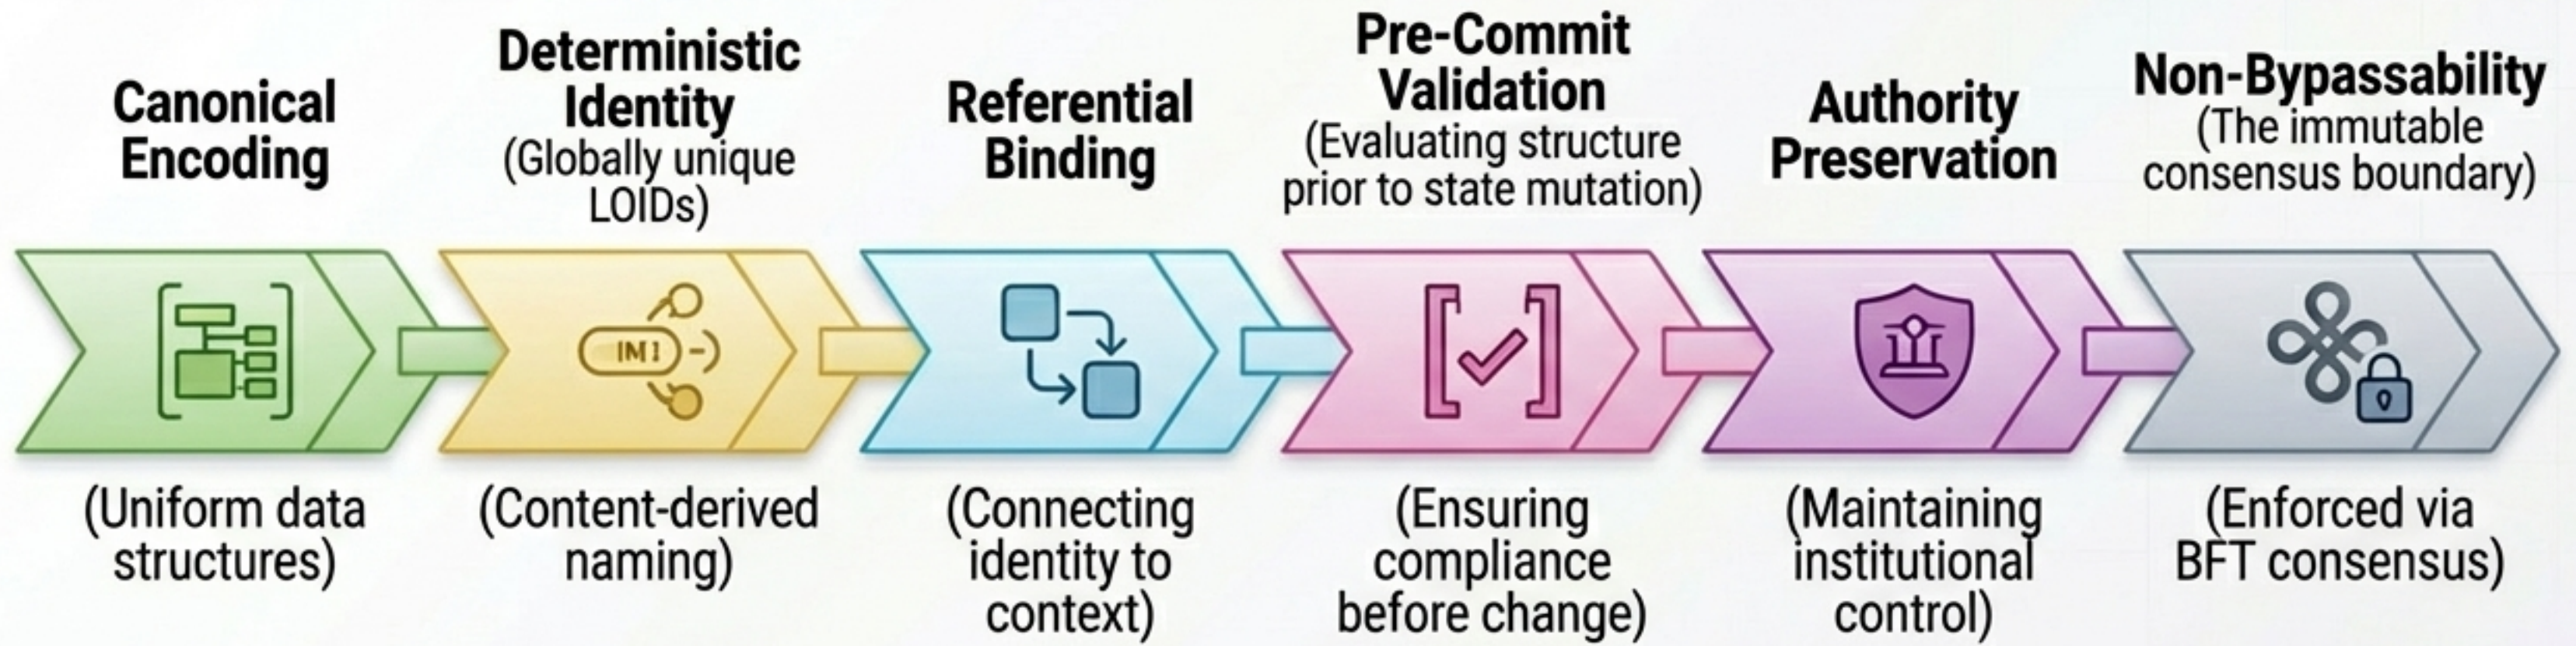 Canonical
Encoding
(Uniform data
structures)
Deterministic
Identity
(Globally unique
LOIDs)
(Content-derived
naming)
Referential
Binding
(Connecting
identity to
context)
Pre-Commit
Validation
(Evaluating structure
prior to state mutation)
(Ensuring
compliance
before change)
Authority
Preservation
(Maintaining
institutional
control)
Non-Bypassability
(The immutable
consensus boundary)
(Enforced via
BFT consensus)